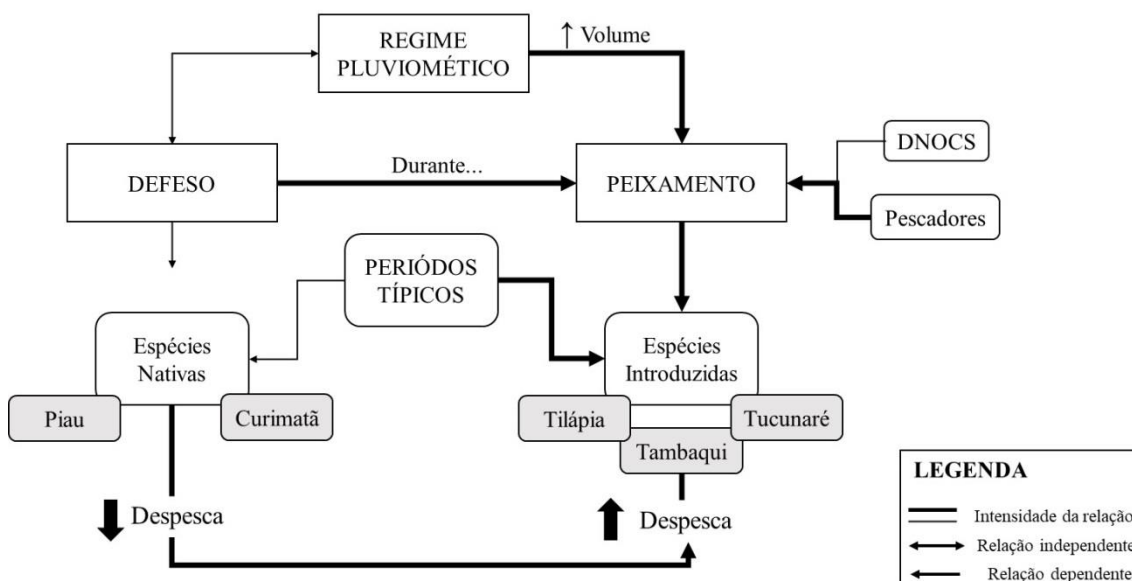 REGIME
PLUVIOMÉTICO
↑ Volume
DNOCS
DEFESO
Durante...
PEIXAMENTO
Pescadores
PERIÓDOS
TÍPICOS
Espécies
Nativas
Espécies
Introduzidas
Piau
Curimatã
Tilápia
Tucunaré
Tambaqui
Despesca
Despesca
LEGENDA
Intensidade da relação
Relação independente
Relação dependente